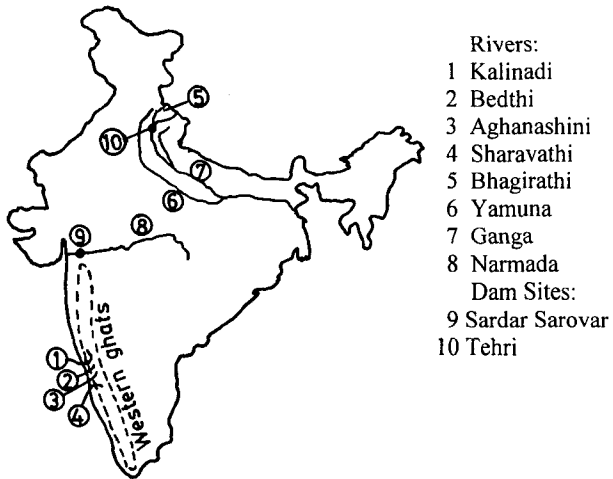 Rivers:
1 Kalinadi
2 Bedthi
3 Aghanashini
4 Sharavathi
5 Bhagirathi
6 Yamuna
7 Ganga
8 Narmada
Dam Sites:
9 Sardar Sarovar
10 Tehri
5
10
7
6
8
9
1
2
3
4
Western ghats